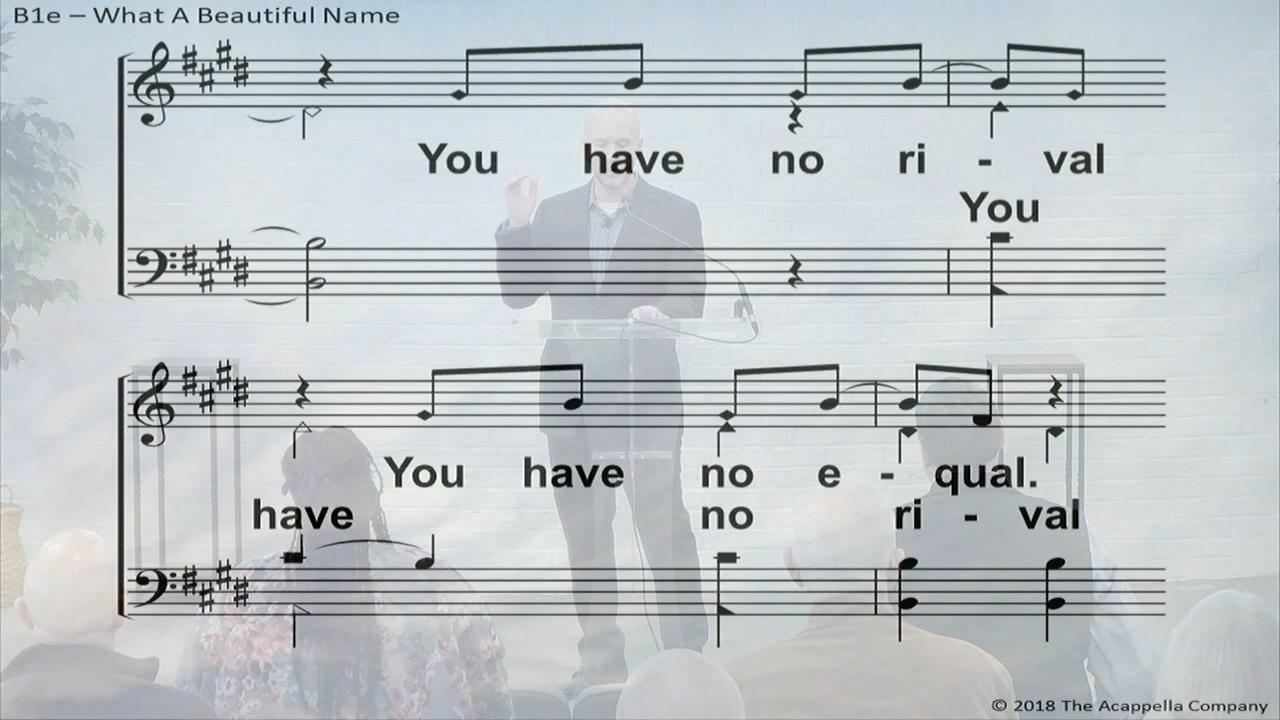 B1e – What A Beautiful Name
You have no ri - val
You
You have no e - qual.
have no ri - val
© 2018 The Acappella Company